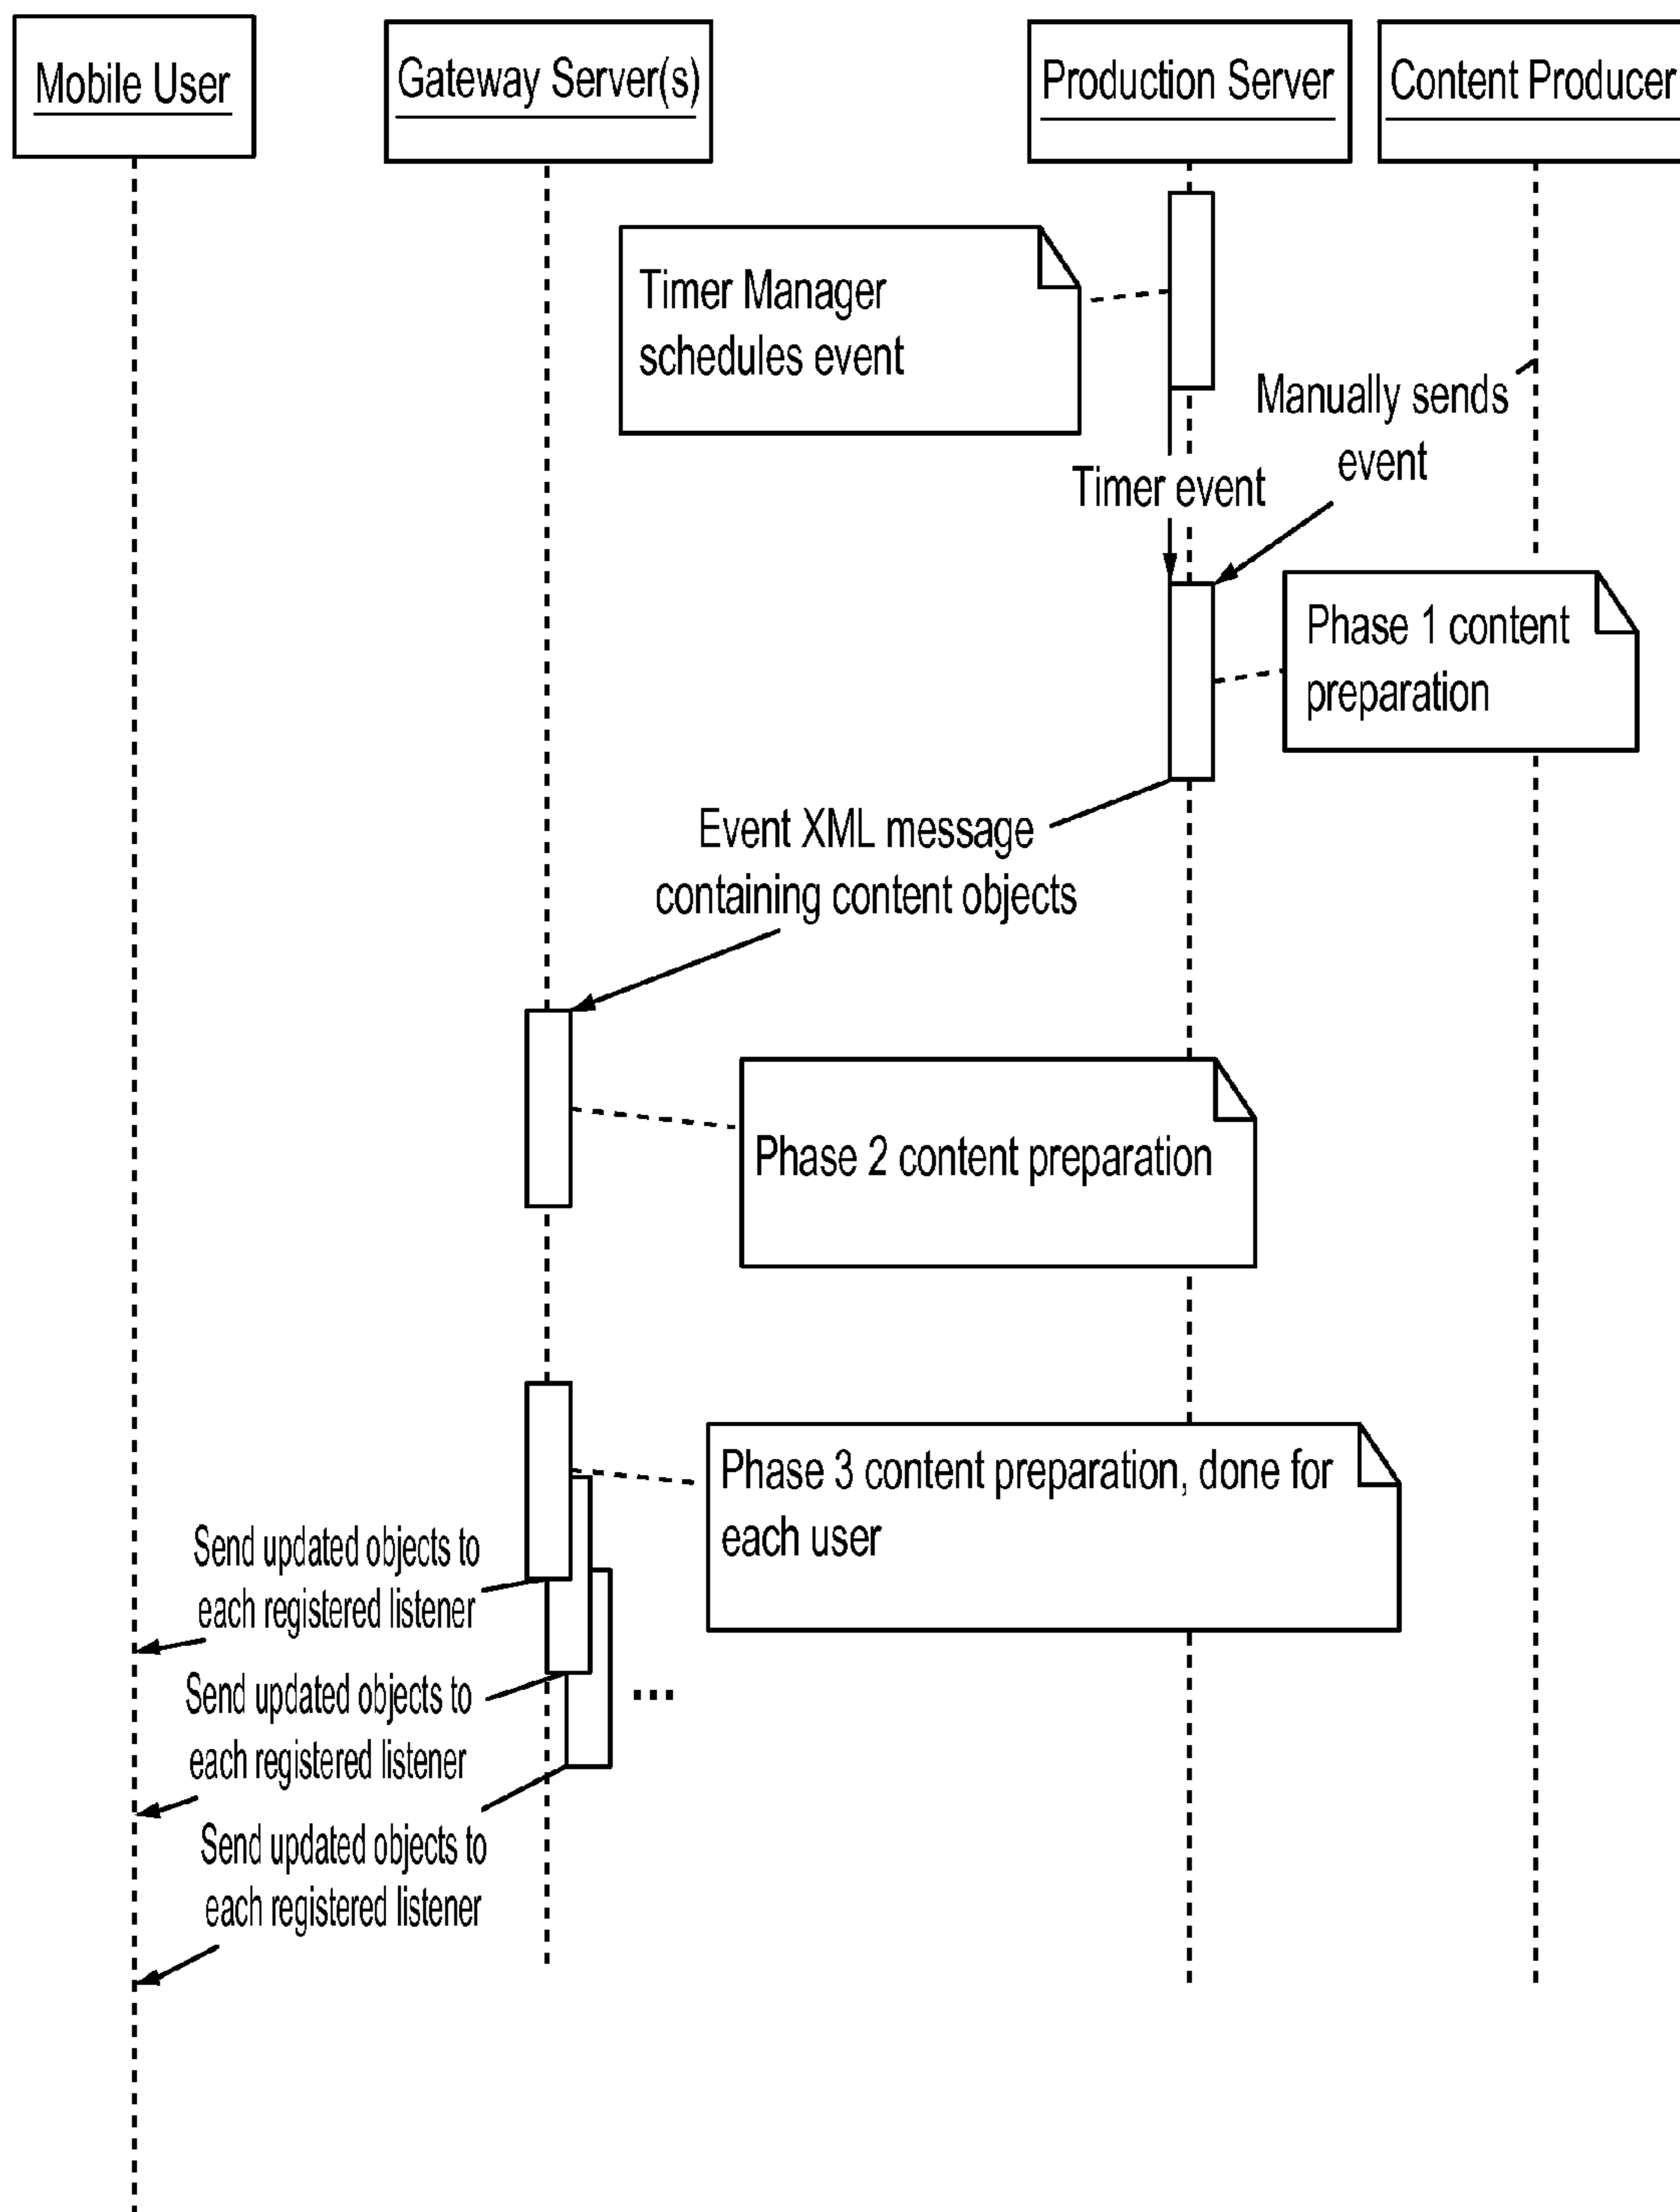 Mobile User
Gateway Server(s)
Production Server
Content Producer
Timer Manager
schedules event
Manually sends
event
Timer event
Phase 1 content
preparation
Event XML message
containing content objects
Phase 2 content preparation
Phase 3 content preparation, done for
each user
Send updated objects to
each registered listener
Send updated objects to
each registered listener
...
Send updated objects to
each registered listener